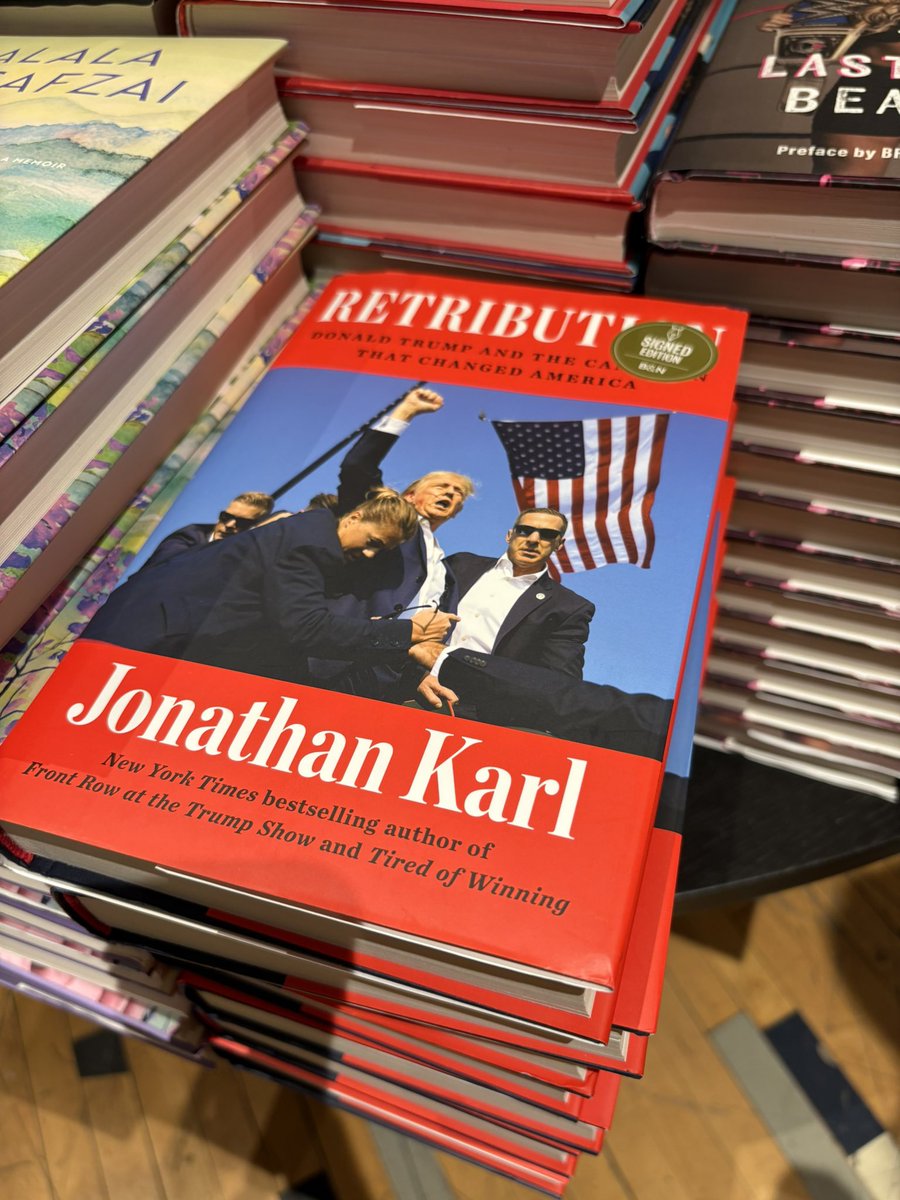 ALALA
AFZAI
A MEMOIR
LAST
BEA
Preface by BR
RETRIBUTION
DONALD TRUMP AND THE CA N
THAT CHANGED AMERICA
SIGNED
EDITION
B&N
Jonathan Karl
New York Times bestselling author of
Front Row at the Trump Show and Tired of Winning